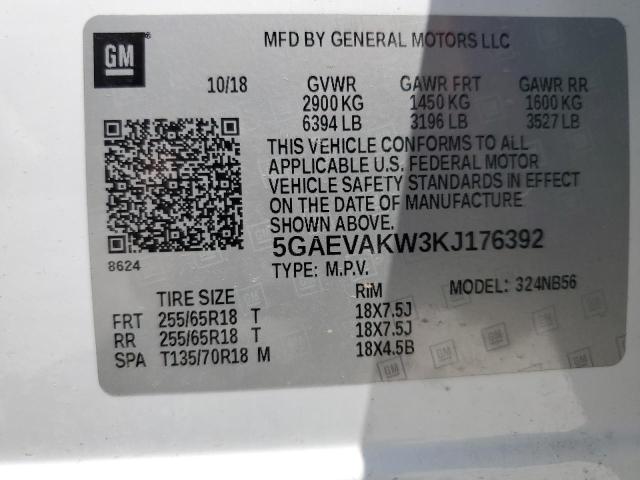 GM ®
MFD BY GENERAL MOTORS LLC
10/18 GVWR GAWR FRT GAWR RR
2900 KG 1450 KG 1600 KG
6394 LB 3196 LB 3527 LB
THIS VEHICLE CONFORMS TO ALL
APPLICABLE U.S. FEDERAL MOTOR
VEHICLE SAFETY STANDARDS IN EFFECT
ON THE DATE OF MANUFACTURE
SHOWN ABOVE.
5GAEVAKW3KJ176392
8624
TYPE: M.P.V. MODEL: 324NB56
TIRE SIZE RIM
FRT 255/65R18 T 18X7.5J
RR 255/65R18 T 18X7.5J
SPA T135/70R18 M 18X4.5B